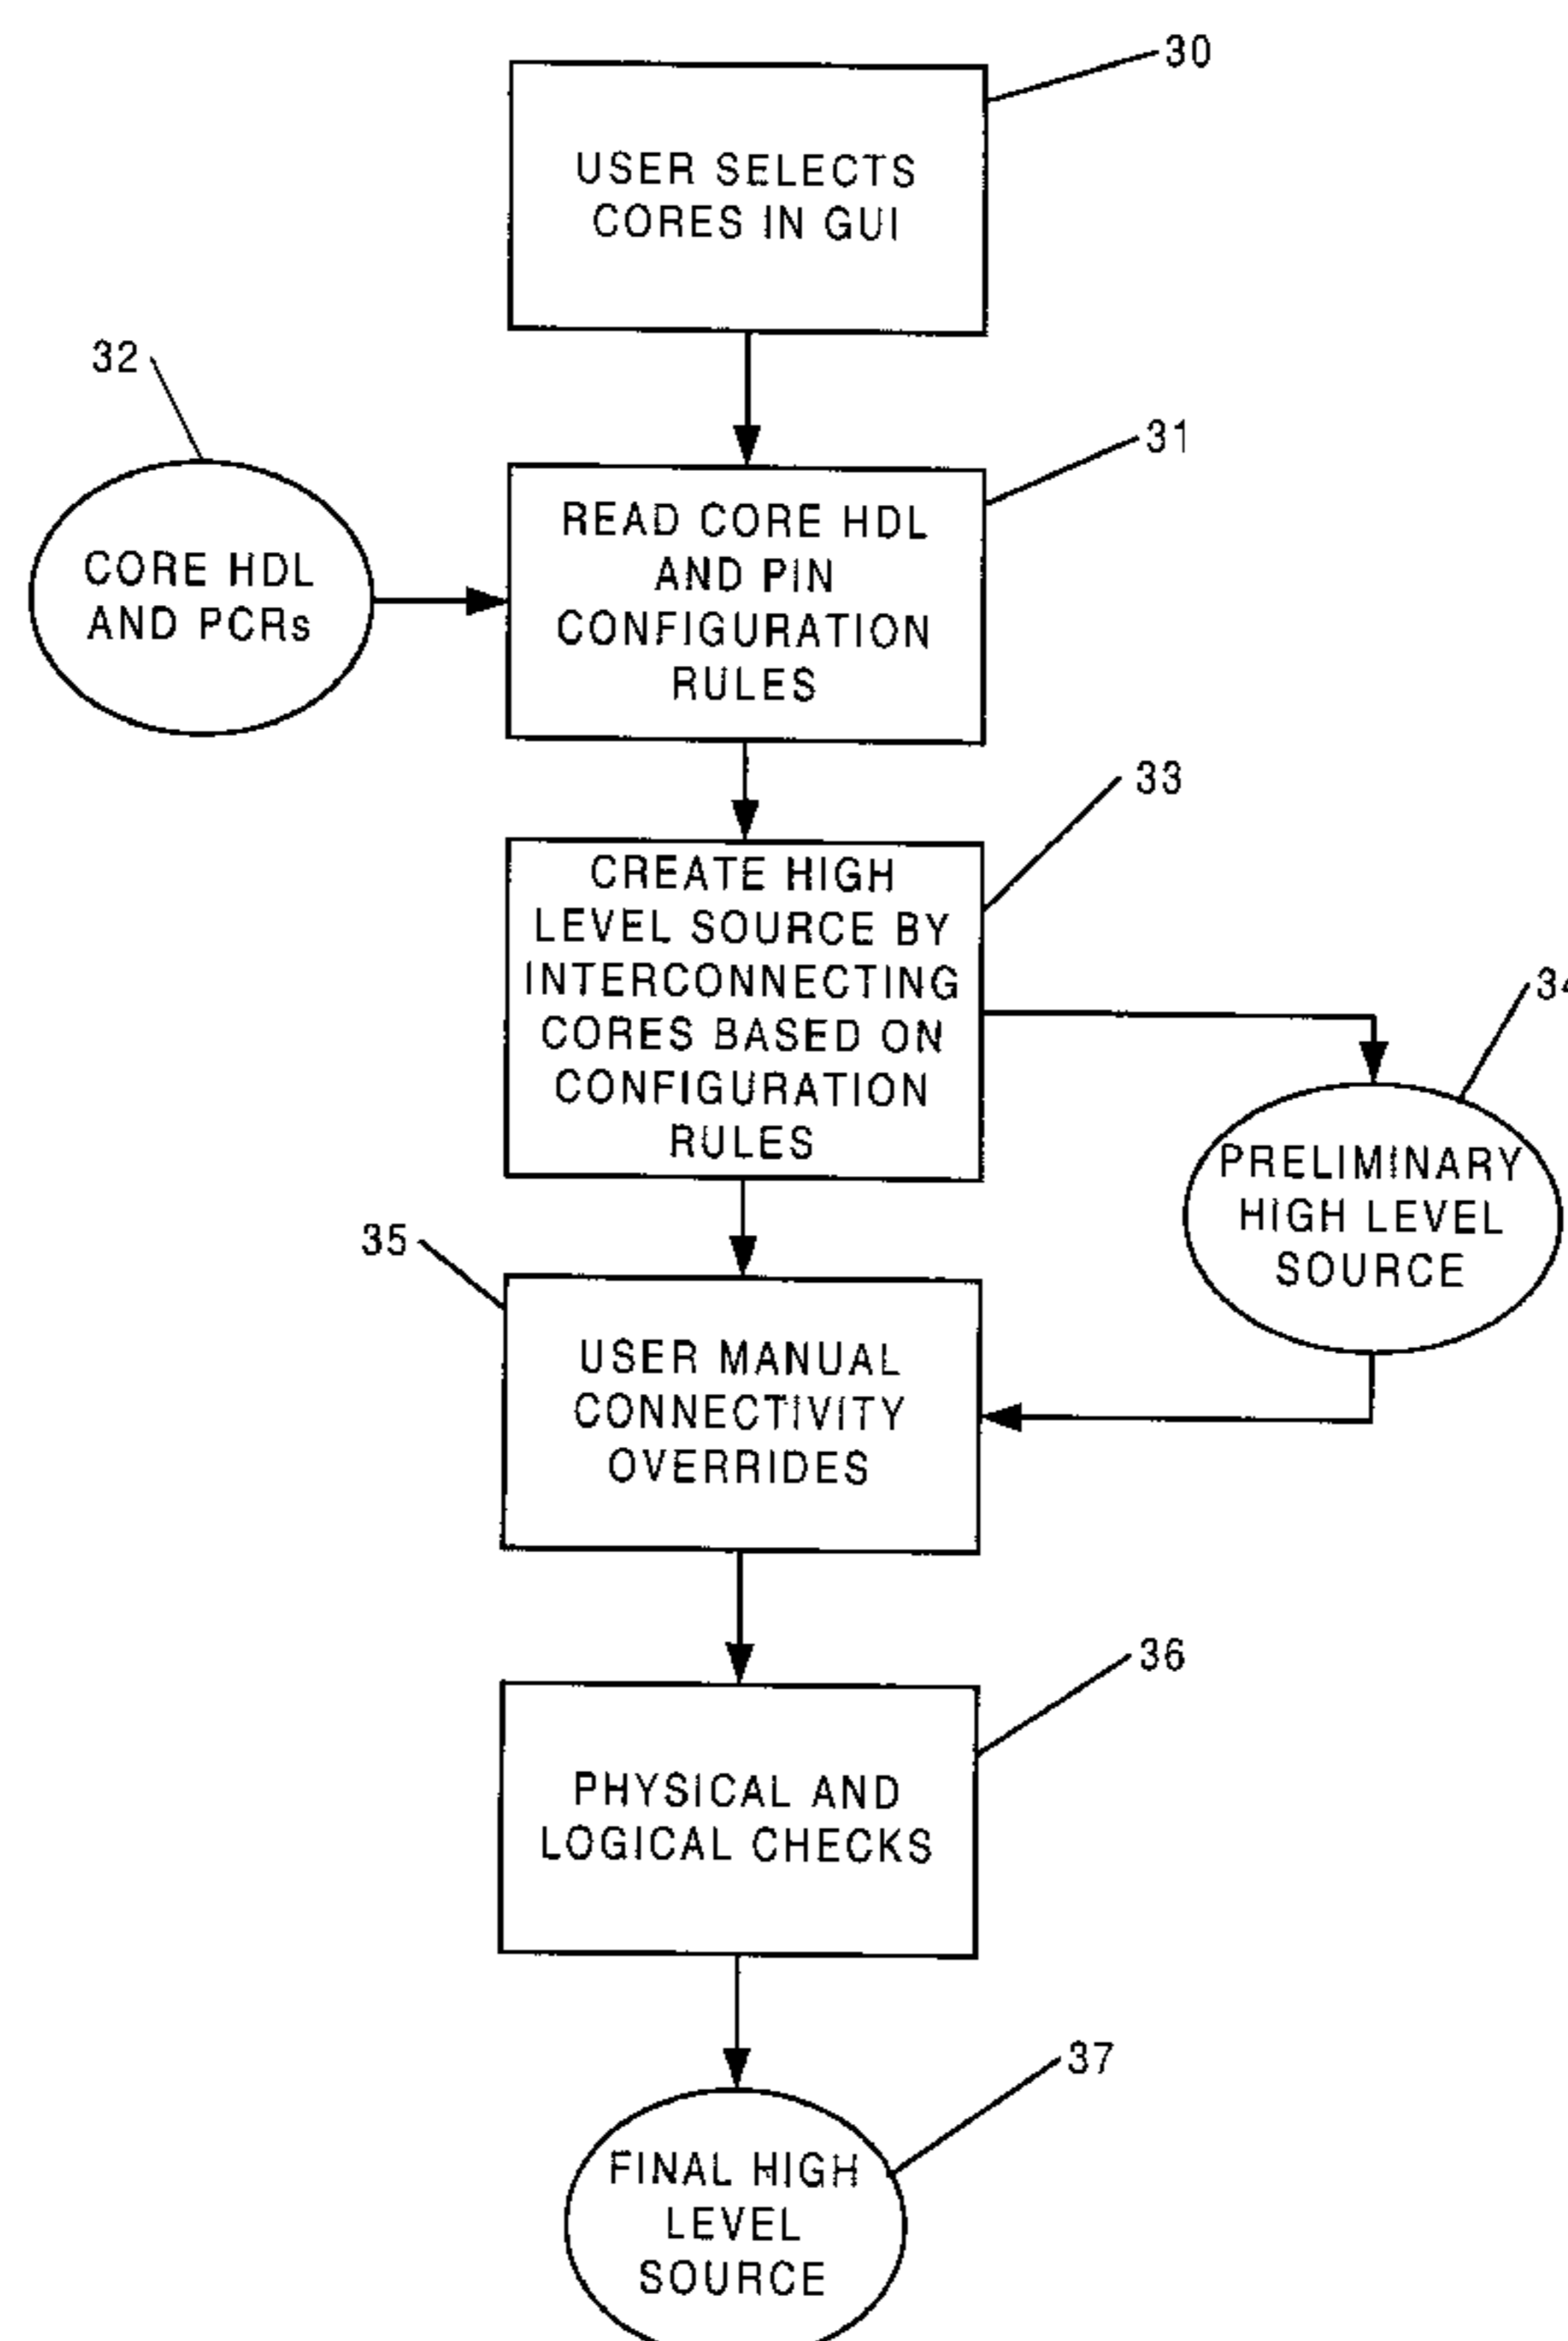 30
USER SELECTS
CORES IN GUI
32
31
CORE HDL
AND PCRs
READ CORE HDL
AND PIN
CONFIGURATION
RULES
33
CREATE HIGH
LEVEL SOURCE BY
INTERCONNECTING
CORES BASED ON
CONFIGURATION
RULES
34
PRELIMINARY
HIGH LEVEL
SOURCE
35
USER MANUAL
CONNECTIVITY
OVERRIDES
36
PHYSICAL AND
LOGICAL CHECKS
37
FINAL HIGH
LEVEL
SOURCE